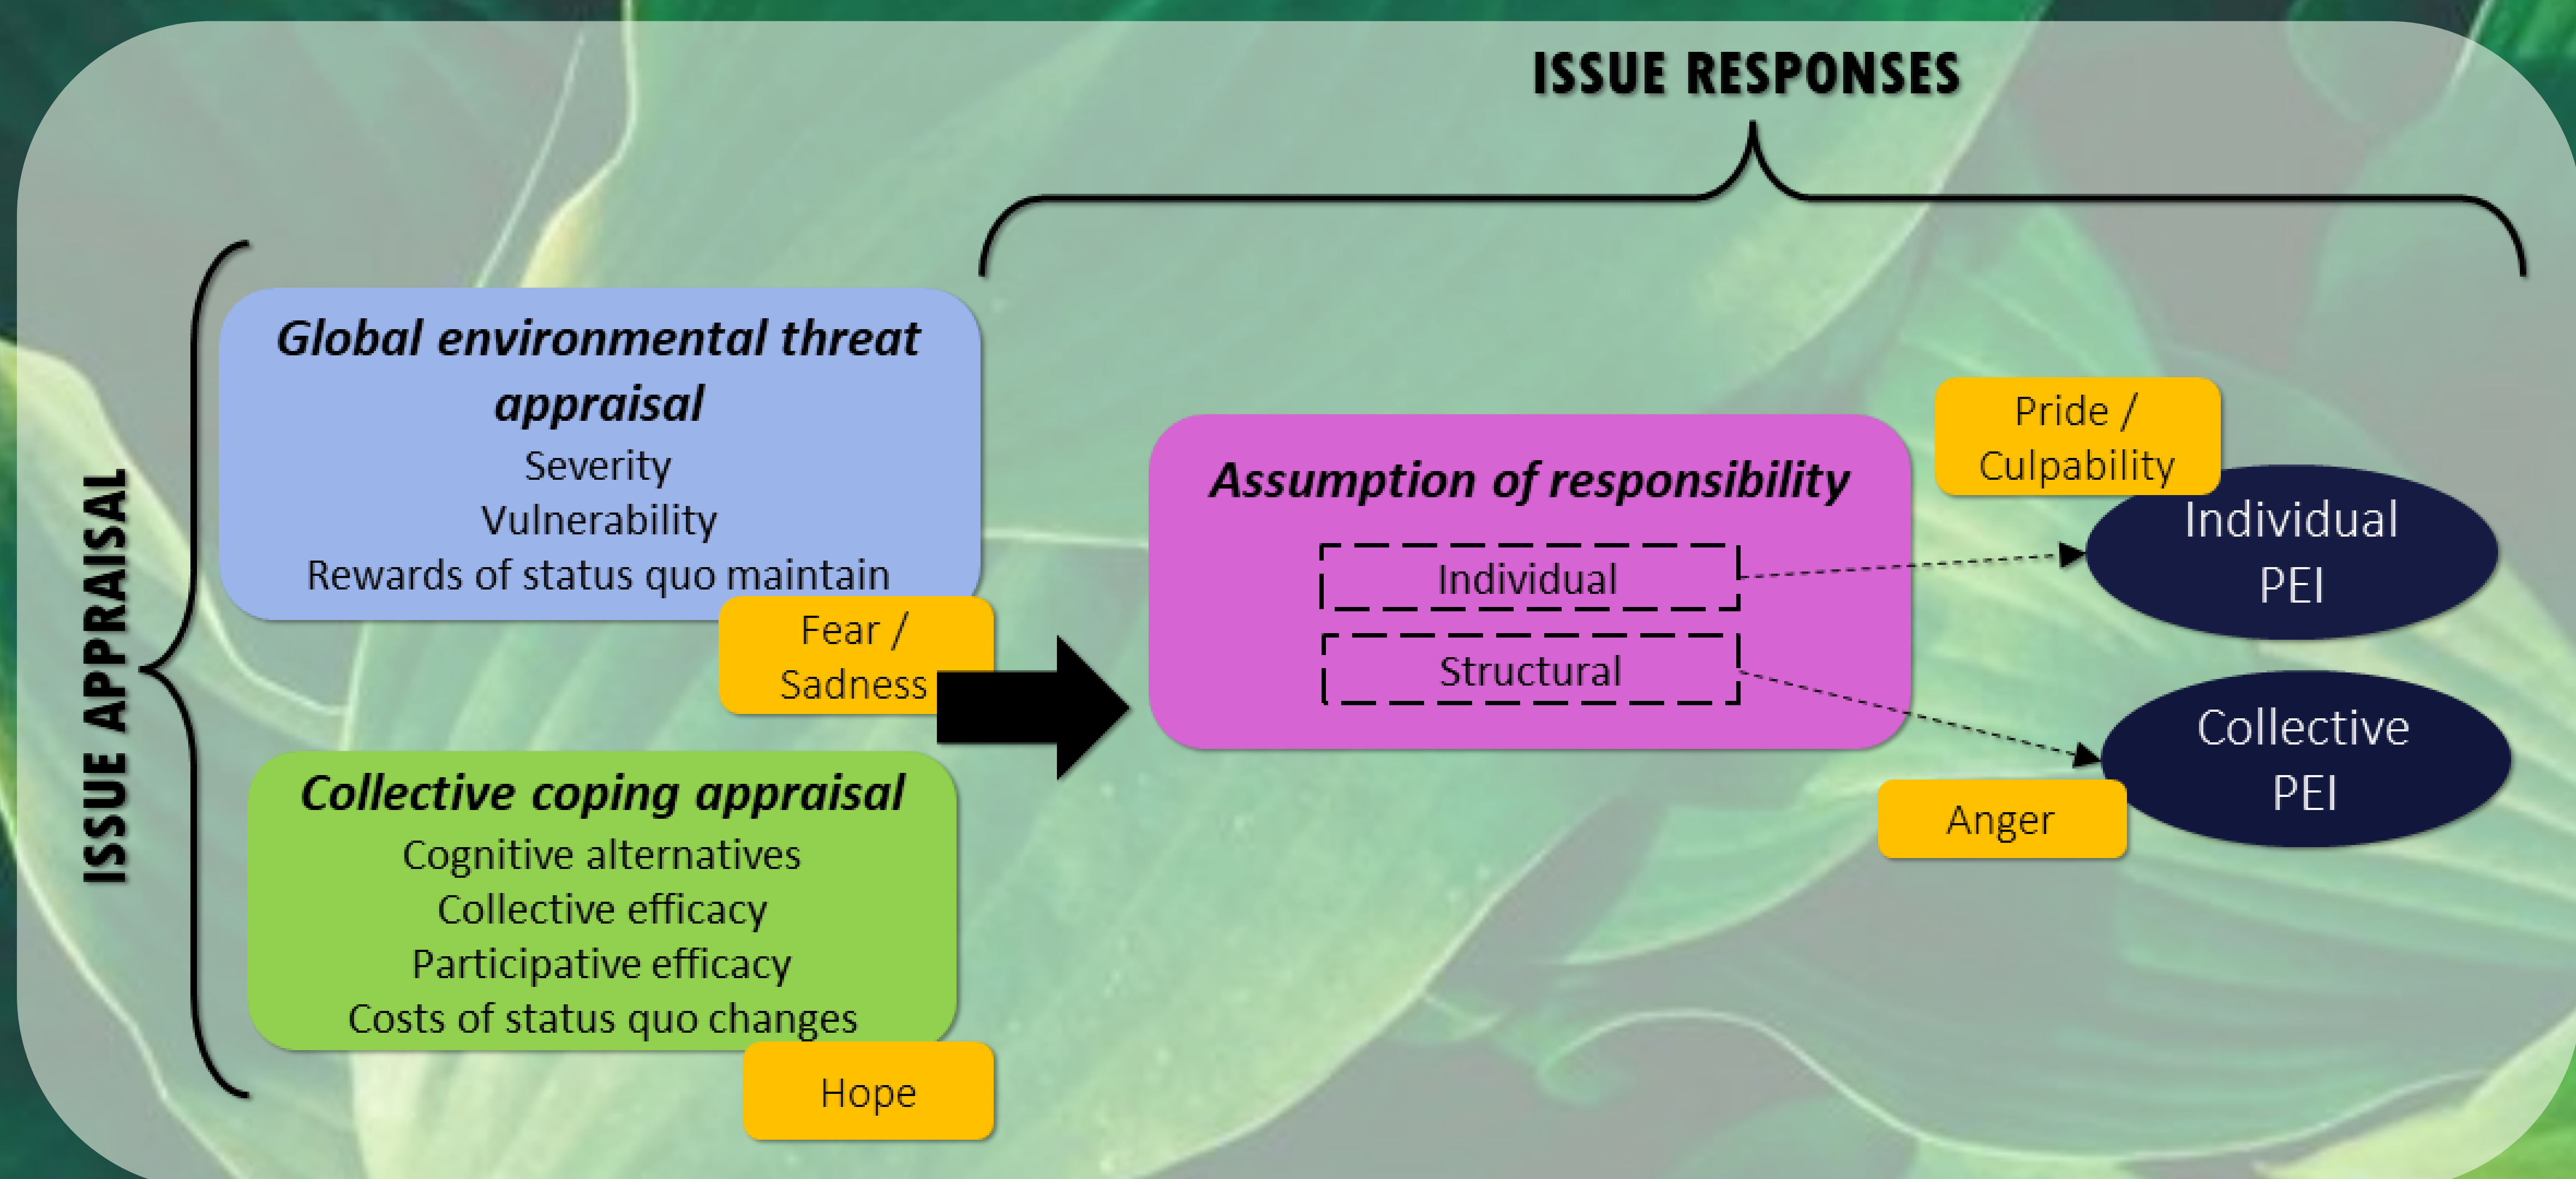 ISSUE RESPONSES
ISSUE APPRAISAL
Global environmental threat
appraisal
Severity
Vulnerability
Rewards of status quo maintain
Fear /
Sadness
Collective coping appraisal
Cognitive alternatives
Collective efficacy
Participative efficacy
Costs of status quo changes
Hope
Assumption of responsibility
Individual
Structural
Pride /
Culpability
Individual
PEI
Collective
PEI
Anger